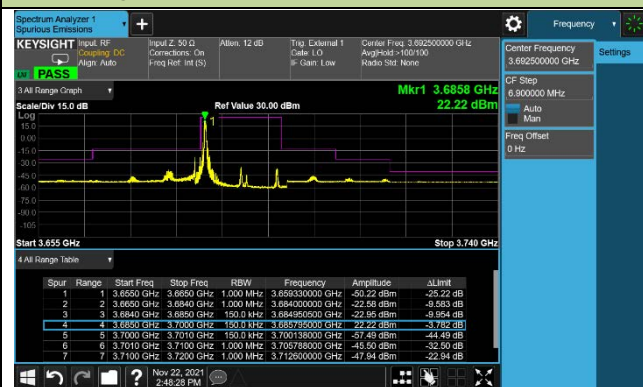 Spectrum Analyzer 1
Spurious Emissions
Frequency
KEYSIGHT
Input: RF
Coupling: DC
Align: Auto
Input Z: 50 Ω
Corrections: On
Freq Ref: Int (S)
Atten: 12 dB
Trig: External 1
Gate: LO
IF Gain: Low
Center Freq: 3.692500000 GHz
Avg|Hold:>100/100
Radio Std: None
PASS
Center Frequency
3.692500000 GHz
Settings
CF Step
6.900000 MHz
Auto
Man
Freq Offset
0 Hz
3 All Range Graph
Mkr1 3.6858 GHz
22.22 dBm
Scale/Div 15.0 dB
Ref Value 30.00 dBm
Log
15.0
0.00
-15.0
-30.0
-45.0
-60.0
-75.0
-90.0
-105
1
Start 3.655 GHz
Stop 3.740 GHz
4 All Range Table
Spur Range Start Freq Stop Freq RBW Frequency Amplitude ΔLimit
1 1 3.6550 GHz 3.6650 GHz 1.000 MHz 3.659330000 GHz -50.22 dBm -25.22 dB
2 2 3.6650 GHz 3.6840 GHz 1.000 MHz 3.684000000 GHz -22.58 dBm -9.583 dB
3 3 3.6840 GHz 3.6850 GHz 150.0 kHz 3.684950500 GHz -22.95 dBm -9.954 dB
4 4 3.6850 GHz 3.7000 GHz 150.0 kHz 3.685795000 GHz 22.22 dBm -3.782 dB
5 5 3.7000 GHz 3.7010 GHz 150.0 kHz 3.700138000 GHz -57.49 dBm -44.49 dB
6 6 3.7010 GHz 3.7100 GHz 1.000 MHz 3.705788000 GHz -45.50 dBm -32.50 dB
7 7 3.7100 GHz 3.7200 GHz 1.000 MHz 3.712600000 GHz -47.94 dBm -22.94 dB
Nov 22, 2021
2:48:28 PM